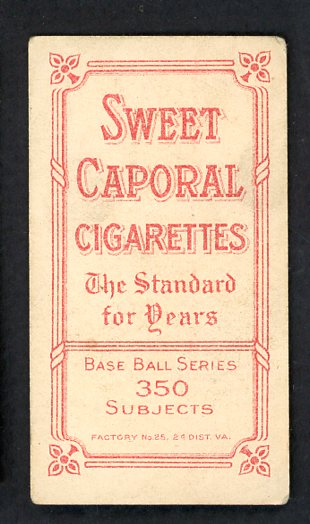 SWEET
CAPORAL
CIGARETTES
The Standard
for Years
BASE BALL SERIES
350
SUBJECTS
FACTORY No. 25, 2d DIST. VA.